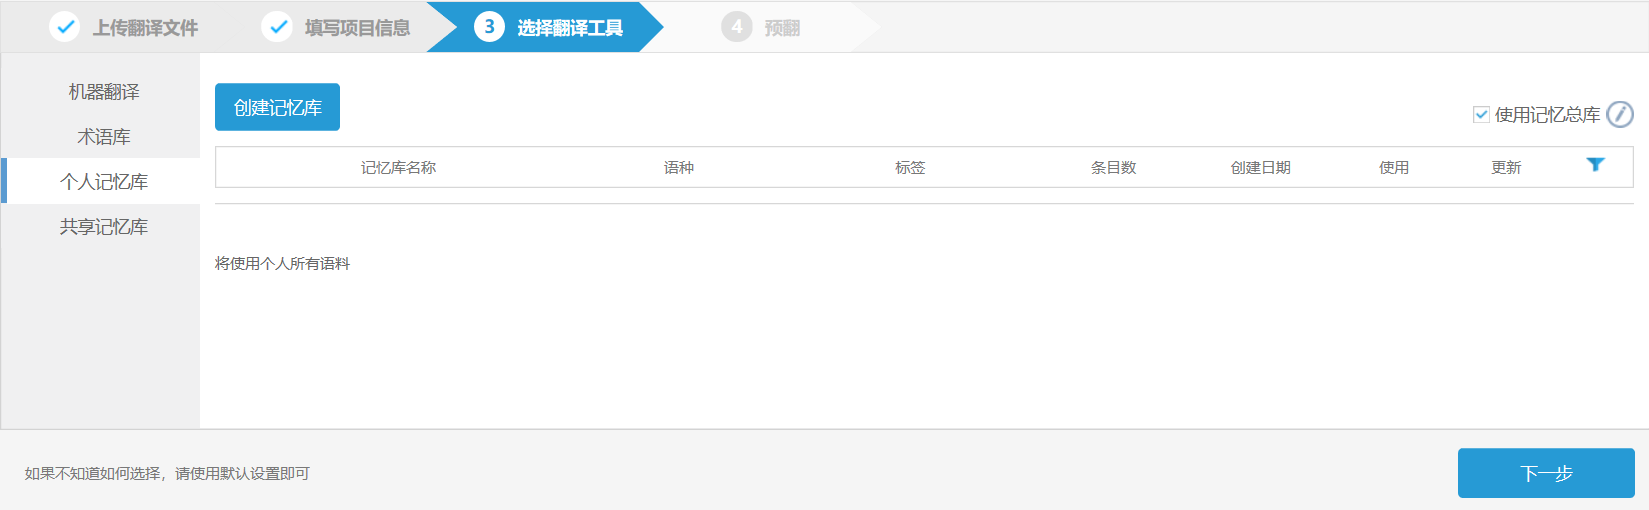 上传翻译文件 填写项目信息 3 选择翻译工具 4 预翻
机器翻译
术语库
个人记忆库
共享记忆库
创建记忆库
使用记忆总库
记忆库名称 语种 标签 条目数 创建日期 使用 更新
将使用个人所有语料
如果不知道如何选择，请使用默认设置即可
下一步